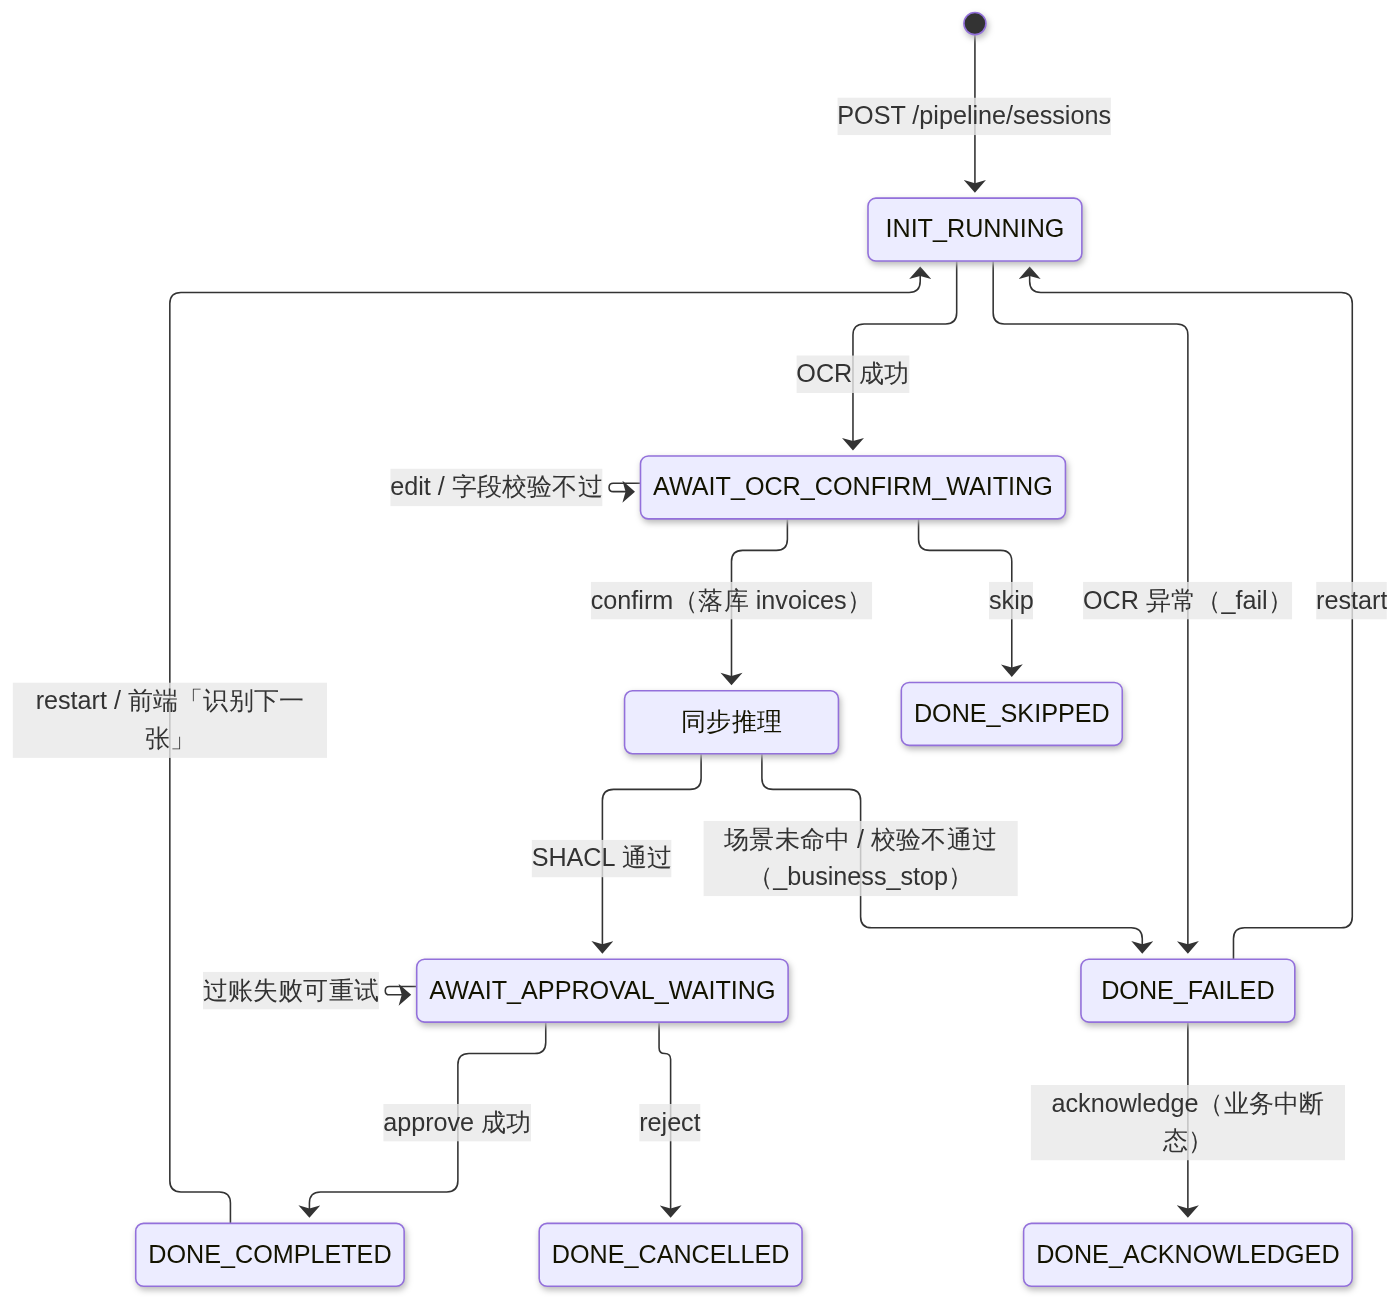 POST /pipeline/sessions
INIT_RUNNING
OCR 成功
edit / 字段校验不过
AWAIT_OCR_CONFIRM_WAITING
confirm（落库 invoices）
skip
OCR 异常（_fail）
restart
restart / 前端「识别下一
张」
同步推理
DONE_SKIPPED
SHACL 通过
场景未命中 / 校验不通过
（_business_stop）
过账失败可重试
AWAIT_APPROVAL_WAITING
DONE_FAILED
approve 成功
reject
acknowledge（业务中断
态）
DONE_COMPLETED
DONE_CANCELLED
DONE_ACKNOWLEDGED